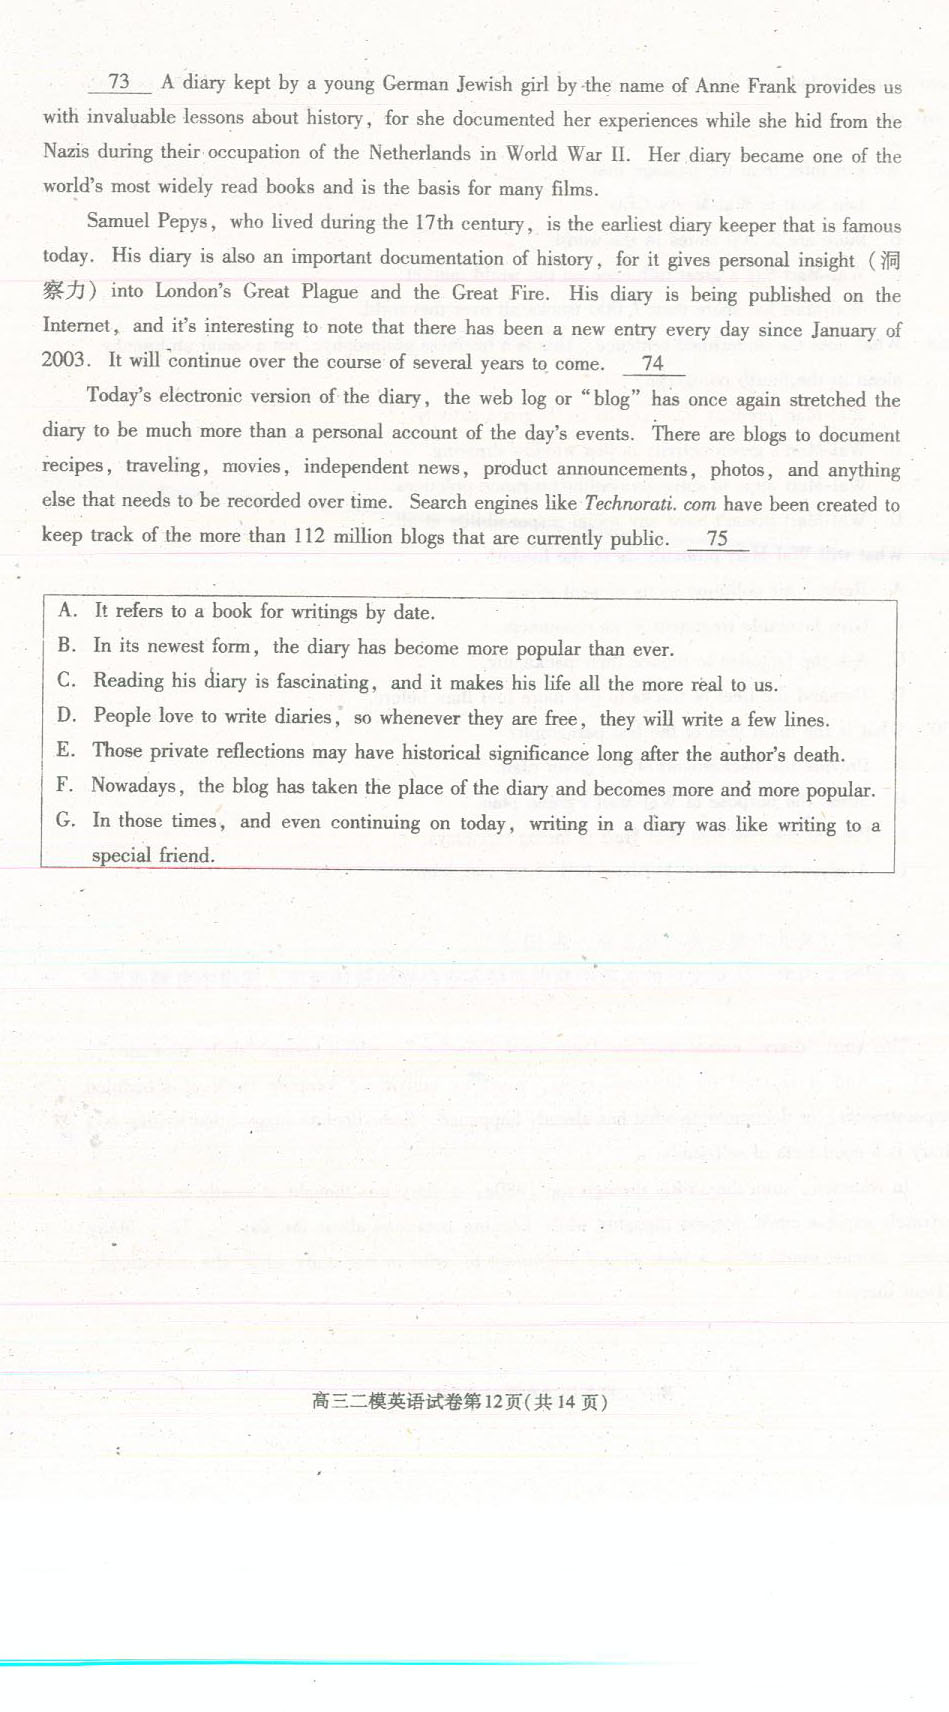 73 A diary kept by a young German Jewish girl by the name of Anne Frank provides us
with invaluable lessons about history, for she documented her experiences while she hid from the
Nazis during their occupation of the Netherlands in World War II. Her diary became one of the
world's most widely read books and is the basis for many films.
Samuel Pepys, who lived during the 17th century, is the earliest diary keeper that is famous
today. His diary is also an important documentation of history, for it gives personal insight (洞
察力) into London's Great Plague and the Great Fire. His diary is being published on the
Internet, and it's interesting to note that there has been a new entry every day since January of
2003. It will continue over the course of several years to come. 74
Today's electronic version of the diary, the web log or "blog" has once again stretched the
diary to be much more than a personal account of the day's events. There are blogs to document
recipes, traveling, movies, independent news, product announcements, photos, and anything
else that needs to be recorded over time. Search engines like Technorati. com have been created to
keep track of the more than 112 million blogs that are currently public. 75
A. It refers to a book for writings by date.
B. In its newest form, the diary has become more popular than ever.
C. Reading his diary is fascinating, and it makes his life all the more real to us.
D. People love to write diaries, so whenever they are free, they will write a few lines.
E. Those private reflections may have historical significance long after the author's death.
F. Nowadays, the blog has taken the place of the diary and becomes more and more popular.
G. In those times, and even continuing on today, writing in a diary was like writing to a
special friend.
高三二模英语试卷第12页(共14页)